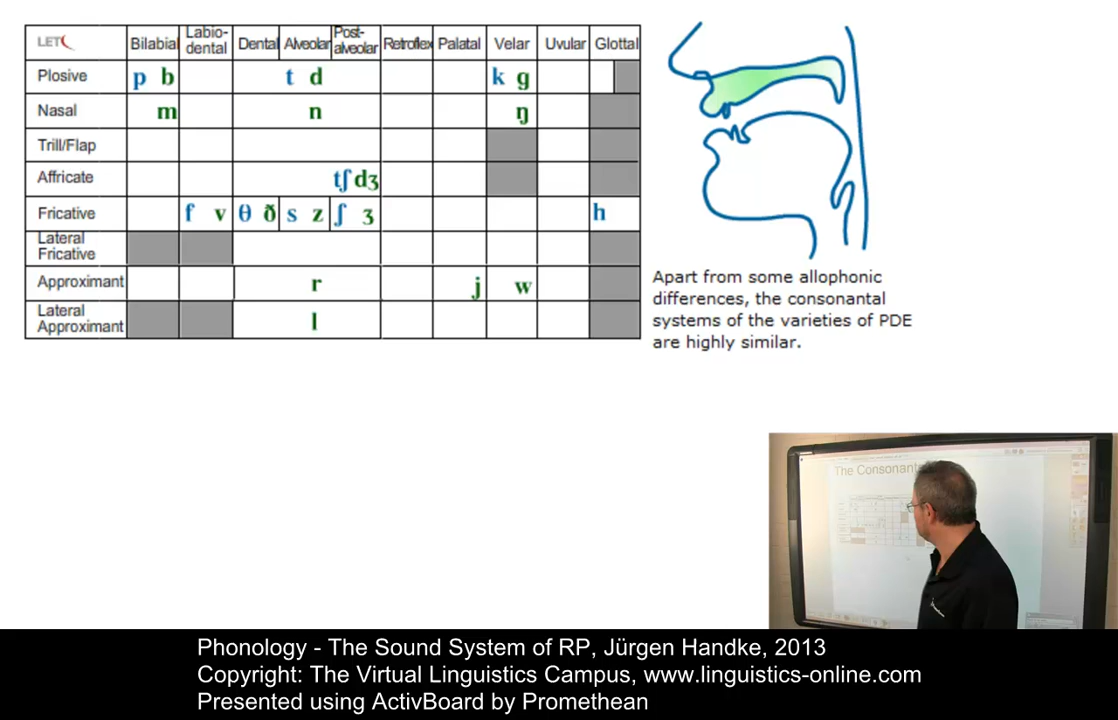 LET
Bilabial Labio-dental Dental Alveolar Post-alveolar Retroflex Palatal Velar Uvular Glottal
Plosive p b t d k g
Nasal m n ŋ
Trill/Flap
Affricate tʃ dʒ
Fricative f v θ ð s z ʃ ʒ h
Lateral Fricative
Approximant r j w
Lateral Approximant l
Apart from some allophonic
differences, the consonantal
systems of the varieties of PDE
are highly similar.
The Consonant
Phonology - The Sound System of RP, Jürgen Handke, 2013
Copyright: The Virtual Linguistics Campus, www.linguistics-online.com
Presented using ActivBoard by Promethean